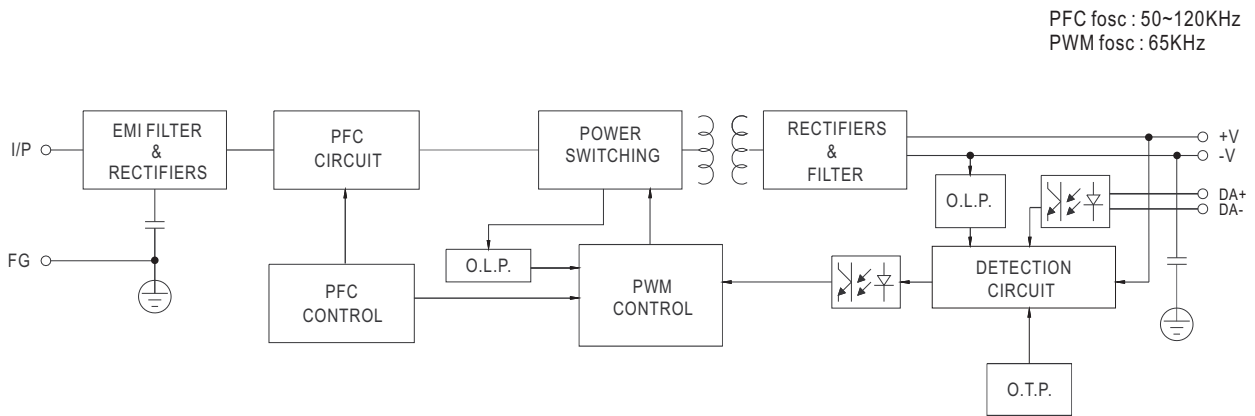 PFC fosc : 50~120KHz
PWM fosc : 65KHz
I/P
EMI FILTER
&
RECTIFIERS
PFC
CIRCUIT
POWER
SWITCHING
RECTIFIERS
&
FILTER
+V
-V
DA+
DA-
O.L.P.
FG
O.L.P.
PFC
CONTROL
PWM
CONTROL
DETECTION
CIRCUIT
O.T.P.